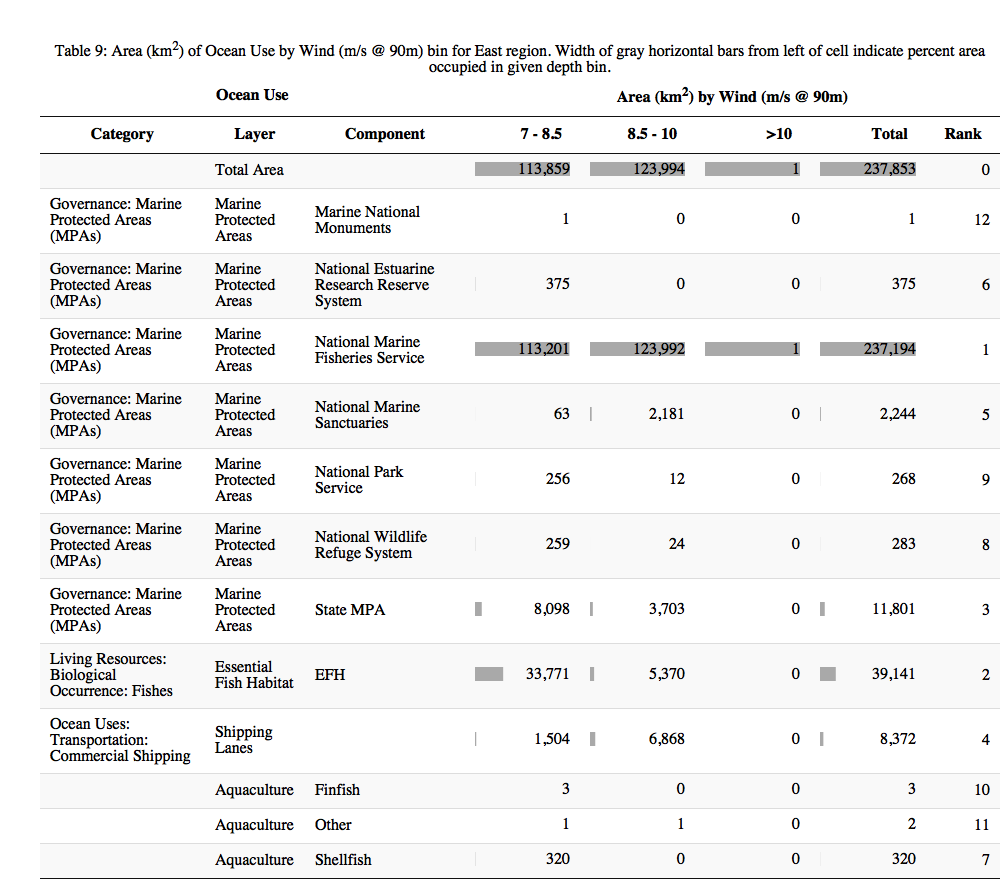 Table 9: Area (km2) of Ocean Use by Wind (m/s @ 90m) bin for East region. Width of gray horizontal bars from left of cell indicate percent area
occupied in given depth bin.
Ocean Use Area (km2) by Wind (m/s @ 90m)
Category Layer Component 7 - 8.5 8.5 - 10 >10 Total Rank
Total Area 113,859 123,994 1 237,853 0
Governance: Marine Marine
Protected Areas Protected Marine National 1 0 0 1 12
(MPAs) Areas Monuments
Governance: Marine Marine National Estuarine
Protected Areas Protected Research Reserve 375 0 0 375 6
(MPAs) Areas System
Governance: Marine Marine
Protected Areas Protected National Marine 113,201 123,992 1 237,194 1
(MPAs) Areas Fisheries Service
Governance: Marine Marine
Protected Areas Protected National Marine 63 2,181 0 2,244 5
(MPAs) Areas Sanctuaries
Governance: Marine Marine
Protected Areas Protected National Park 256 12 0 268 9
(MPAs) Areas Service
Governance: Marine Marine
Protected Areas Protected National Wildlife 259 24 0 283 8
(MPAs) Areas Refuge System
Governance: Marine Marine
Protected Areas Protected State MPA 8,098 3,703 0 11,801 3
(MPAs) Areas
Living Resources:
Biological Essential EFH 33,771 5,370 0 39,141 2
Occurrence: Fishes Fish Habitat
Ocean Uses:
Transportation: Shipping 1,504 6,868 0 8,372 4
Commercial Shipping Lanes
Aquaculture Finfish 3 0 0 3 10
Aquaculture Other 1 1 0 2 11
Aquaculture Shellfish 320 0 0 320 7